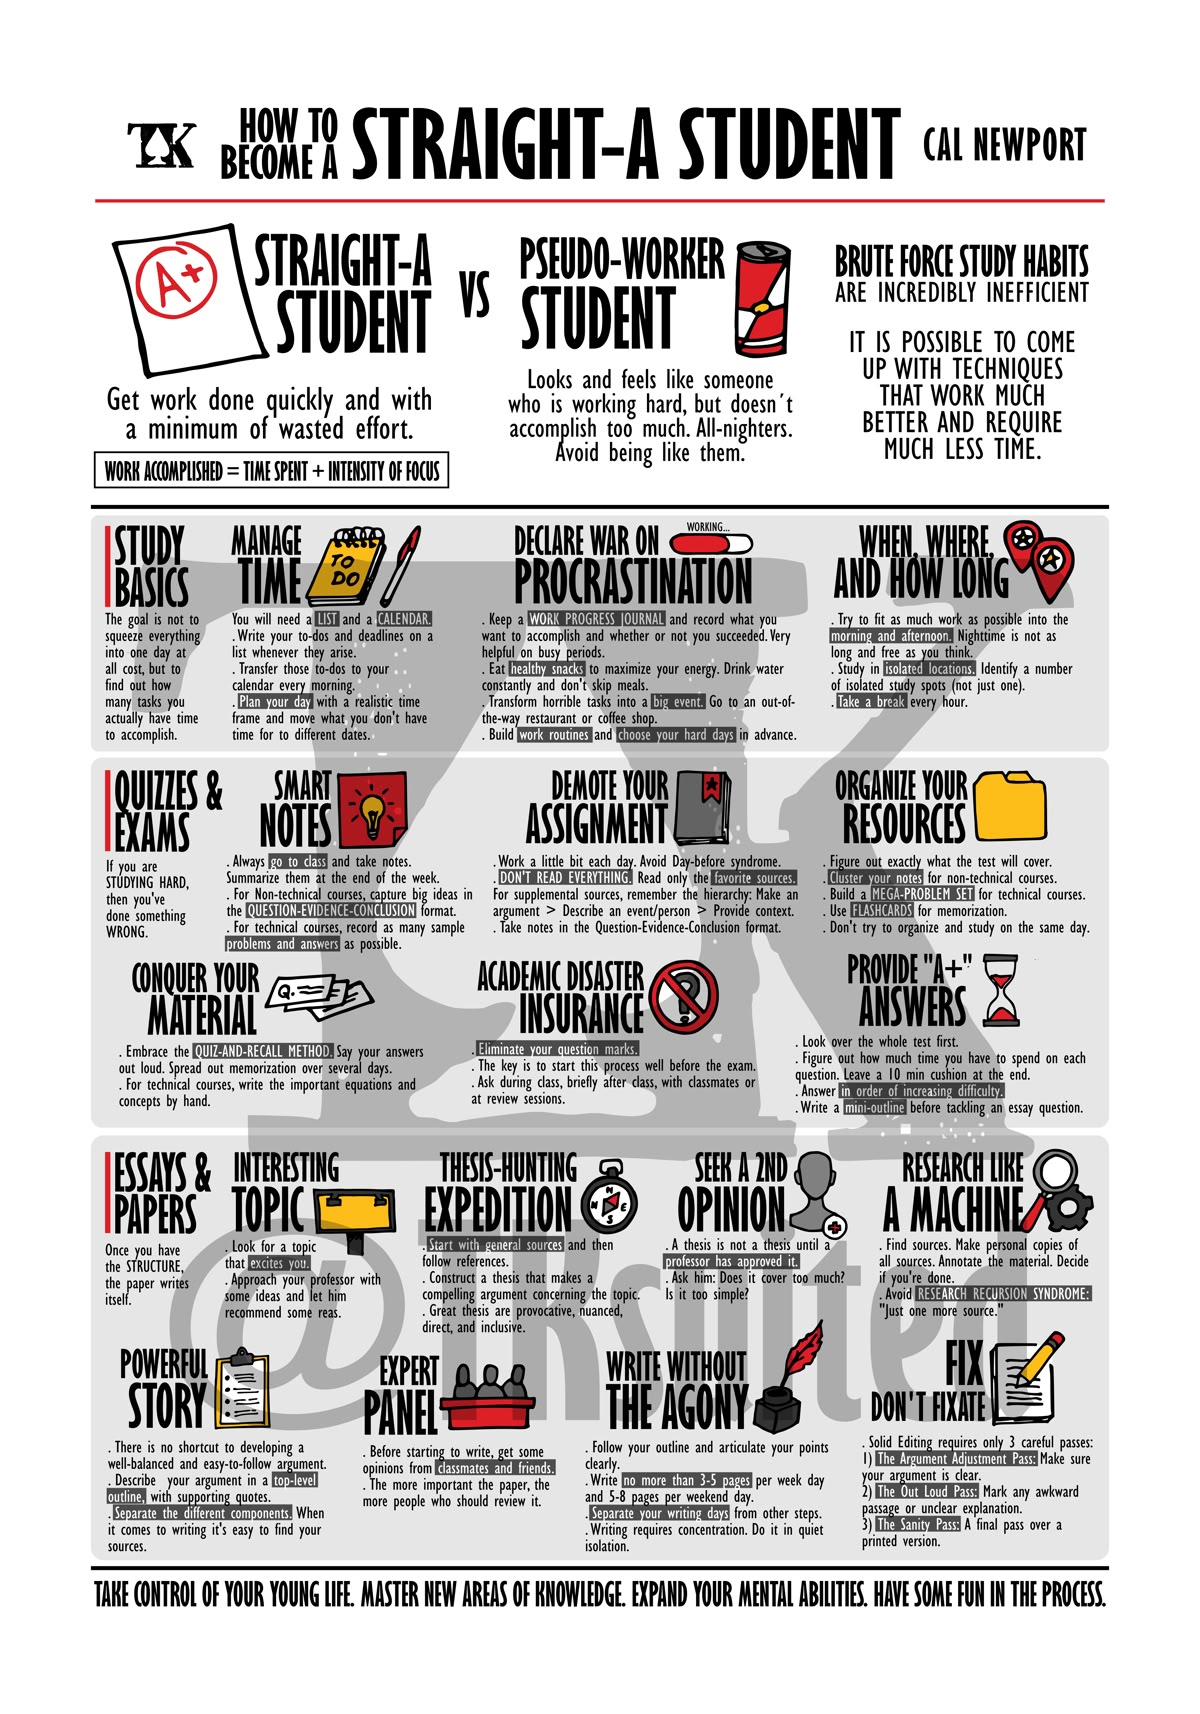 TK
HOW TO
BECOME A
STRAIGHT-A STUDENT
CAL NEWPORT
A+
STRAIGHT-A
STUDENT
Get work done quickly and with
a minimum of wasted effort.
WORK ACCOMPLISHED = TIME SPENT + INTENSITY OF FOCUS
VS
PSEUDO-WORKER
STUDENT
Looks and feels like someone
who is working hard, but doesn´t
accomplish too much. All-nighters.
Avoid being like them.
BRUTE FORCE STUDY HABITS
ARE INCREDIBLY INEFFICIENT
IT IS POSSIBLE TO COME
UP WITH TECHNIQUES
THAT WORK MUCH
BETTER AND REQUIRE
MUCH LESS TIME.
STUDY
BASICS
The goal is not to
squeeze everything
into one day at
all cost, but to
find out how
many tasks you
actually have time
to accomplish.
MANAGE
TIME
TO
DO
You will need a LIST and a CALENDAR.
. Write your to-dos and deadlines on a
list whenever they arise.
. Transfer those to-dos to your
calendar every morning.
. Plan your day with a realistic time
frame and move what you don't have
time for to different dates.
DECLARE WAR ON
PROCRASTINATION
WORKING...
. Keep a WORK PROGRESS JOURNAL and record what you
want to accomplish and whether or not you succeeded. Very
helpful on busy periods.
. Eat healthy snacks to maximize your energy. Drink water
constantly and don't skip meals.
. Transform horrible tasks into a big event. Go to an out-of-
the-way restaurant or coffee shop.
. Build work routines and choose your hard days in advance.
WHEN, WHERE,
AND HOW LONG
. Try to fit as much work as possible into the
morning and afternoon. Nighttime is not as
long and free as you think.
. Study in isolated locations. Identify a number
of isolated study spots (not just one).
. Take a break every hour.
QUIZZES &
EXAMS
If you are
STUDYING HARD,
then you've
done something
WRONG.
SMART
NOTES
. Always go to class and take notes.
Summarize them at the end of the week.
. For Non-technical courses, capture big ideas in
the QUESTION-EVIDENCE-CONCLUSION format.
. For technical courses, record as many sample
problems and answers as possible.
DEMOTE YOUR
ASSIGNMENT
. Work a little bit each day. Avoid Day-before syndrome.
. DON'T READ EVERYTHING. Read only the favorite sources.
For supplemental sources, remember the hierarchy: Make an
argument > Describe an event/person > Provide context.
. Take notes in the Question-Evidence-Conclusion format.
ORGANIZE YOUR
RESOURCES
. Figure out exactly what the test will cover.
. Cluster your notes for non-technical courses.
. Build a MEGA-PROBLEM SET for technical courses.
. Use FLASHCARDS for memorization.
. Don't try to organize and study on the same day.
CONQUER YOUR
MATERIAL
Q.
. Embrace the QUIZ-AND-RECALL METHOD. Say your answers
out loud. Spread out memorization over several days.
. For technical courses, write the important equations and
concepts by hand.
ACADEMIC DISASTER
INSURANCE
?
. Eliminate your question marks.
. The key is to start this process well before the exam.
. Ask during class, briefly after class, with classmates or
at review sessions.
PROVIDE "A+"
ANSWERS
. Look over the whole test first.
. Figure out how much time you have to spend on each
question. Leave a 10 min cushion at the end.
. Answer in order of increasing difficulty.
. Write a mini-outline before tackling an essay question.
ESSAYS &
PAPERS
Once you have
the STRUCTURE,
the paper writes
itself.
INTERESTING
TOPIC
. Look for a topic
that excites you.
. Approach your professor with
some ideas and let him
recommend some reas.
THESIS-HUNTING
EXPEDITION
N
W E
S
. Start with general sources and then
follow references.
. Construct a thesis that makes a
compelling argument concerning the topic.
. Great thesis are provocative, nuanced,
direct, and inclusive.
SEEK A 2ND
OPINION
. A thesis is not a thesis until a
professor has approved it.
. Ask him: Does it cover too much?
Is it too simple?
RESEARCH LIKE
A MACHINE
. Find sources. Make personal copies of
all sources. Annotate the material. Decide
if you're done.
. Avoid RESEARCH RECURSION SYNDROME:
"Just one more source."
POWERFUL
STORY
. There is no shortcut to developing a
well-balanced and easy-to-follow argument.
. Describe your argument in a top-level
outline, with supporting quotes.
. Separate the different components. When
it comes to writing it's easy to find your
sources.
EXPERT
PANEL
. Before starting to write, get some
opinions from classmates and friends.
. The more important the paper, the
more people who should review it.
WRITE WITHOUT
THE AGONY
. Follow your outline and articulate your points
clearly.
. Write no more than 3-5 pages per week day
and 5-8 pages per weekend day.
. Separate your writing days from other steps.
. Writing requires concentration. Do it in quiet
isolation.
FIX
DON'T FIXATE
. Solid Editing requires only 3 careful passes:
1) The Argument Adjustment Pass: Make sure
your argument is clear.
2) The Out Loud Pass: Mark any awkward
passage or unclear explanation.
3) The Sanity Pass: A final pass over a
printed version.
TK
@TKsuited
TAKE CONTROL OF YOUR YOUNG LIFE. MASTER NEW AREAS OF KNOWLEDGE. EXPAND YOUR MENTAL ABILITIES. HAVE SOME FUN IN THE PROCESS.